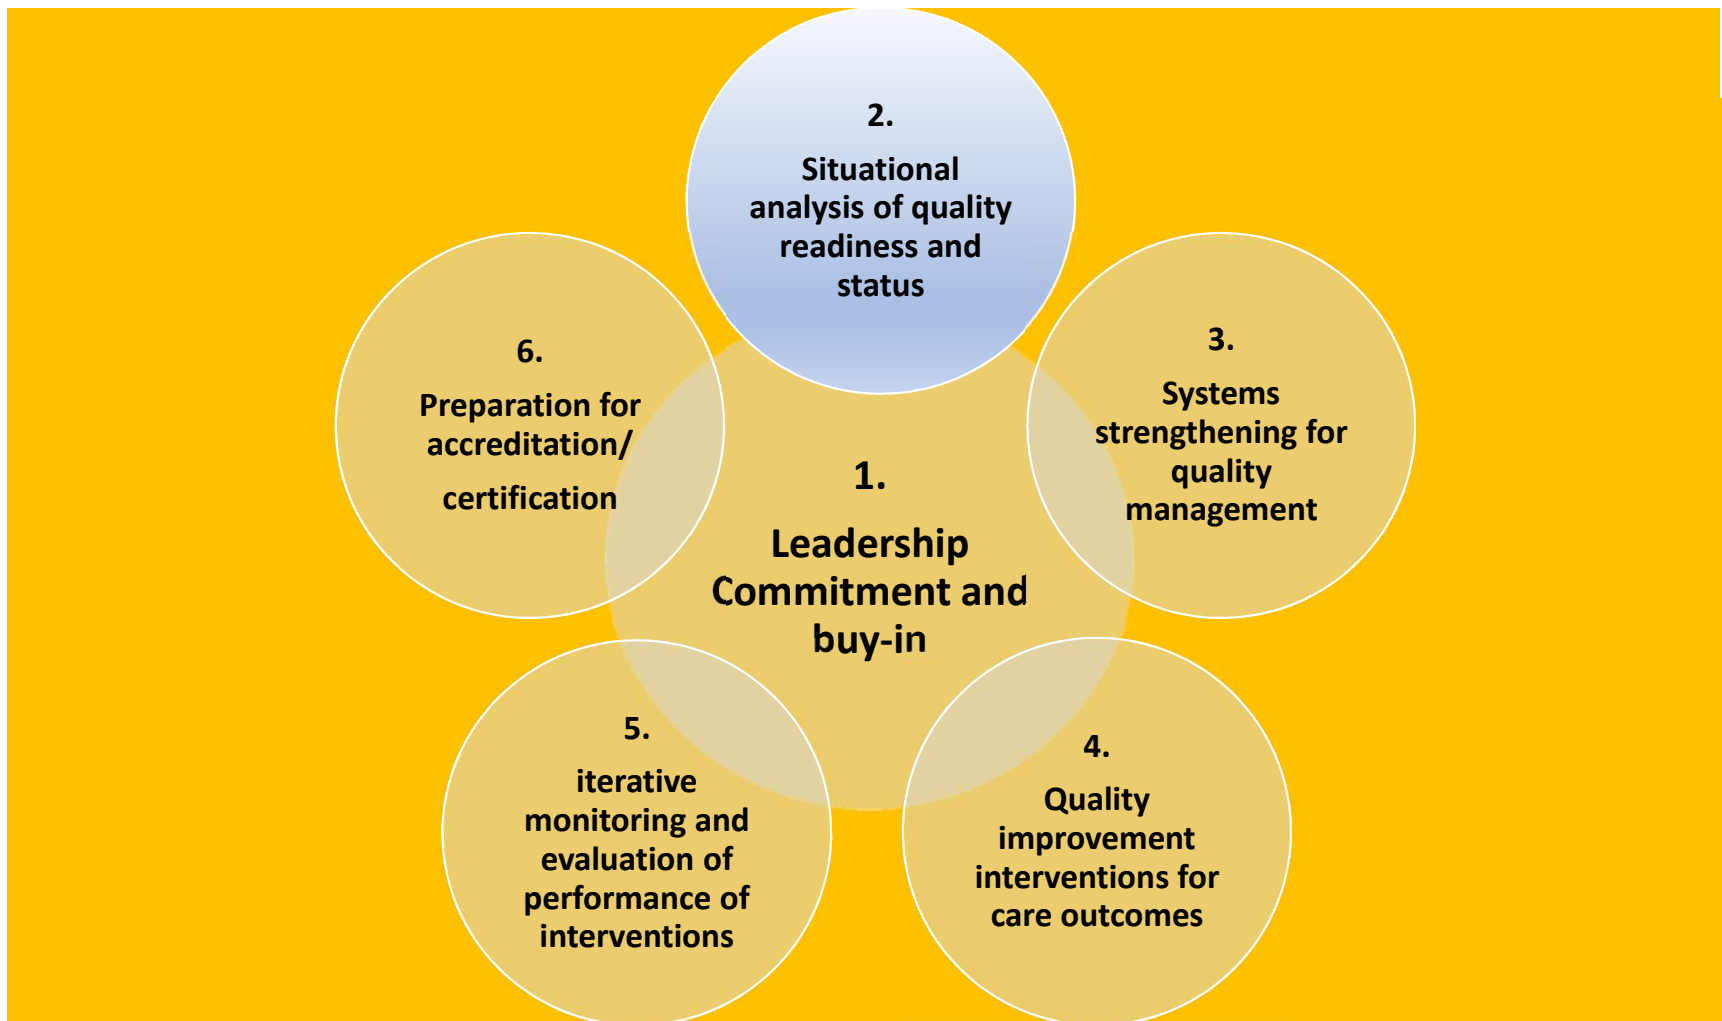 1.
Leadership
Commitment and
buy-in
2.
Situational
analysis of quality
readiness and
status
3.
Systems
strengthening for
quality
management
4.
Quality
improvement
interventions for
care outcomes
5.
iterative
monitoring and
evaluation of
performance of
interventions
6.
Preparation for
accreditation/
certification